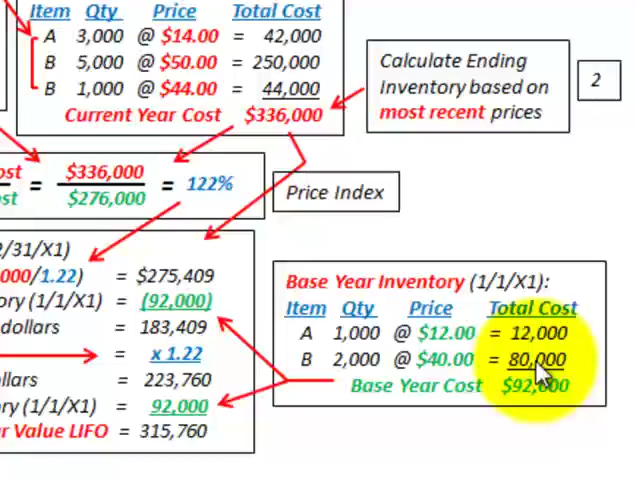 Item Qty Price Total Cost
A 3,000 @ $14.00 = 42,000
B 5,000 @ $50.00 = 250,000
B 1,000 @ $44.00 = 44,000
Current Year Cost $336,000
Calculate Ending
Inventory based on
most recent prices
2
ost = $336,000 = 122%
st $276,000
Price Index
2/31/X1)
000/1.22) = $275,409
ory (1/1/X1) = (92,000)
dollars = 183,409
= x 1.22
llars = 223,760
ry (1/1/X1) = 92,000
r Value LIFO = 315,760
Base Year Inventory (1/1/X1):
Item Qty Price Total Cost
A 1,000 @ $12.00 = 12,000
B 2,000 @ $40.00 = 80,000
Base Year Cost $92,000